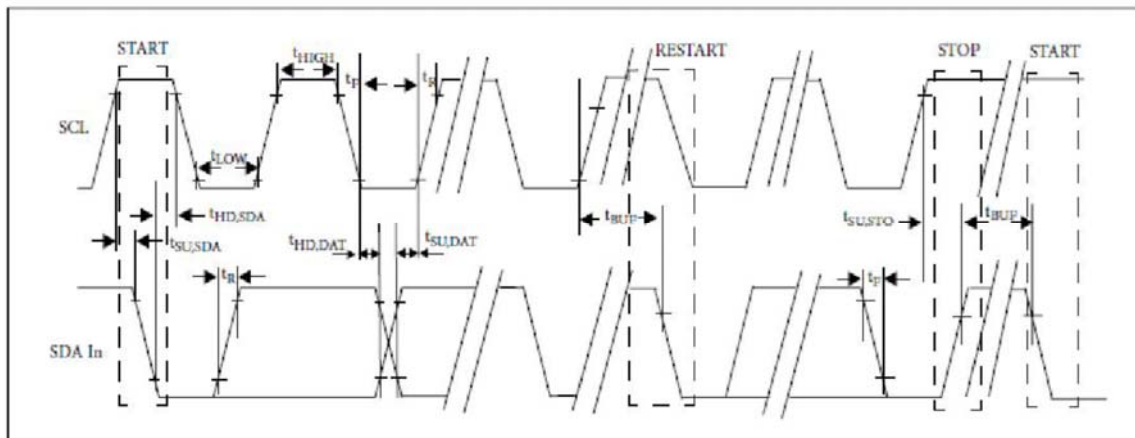 START
RESTART
STOP
START
tHIGH
tF
tR
SCL
tLOW
tHD,SDA
tBUF
tSU,STO
tBUF
tSU,SDA
tHD,DAT
tSU,DAT
tR
tF
SDA In